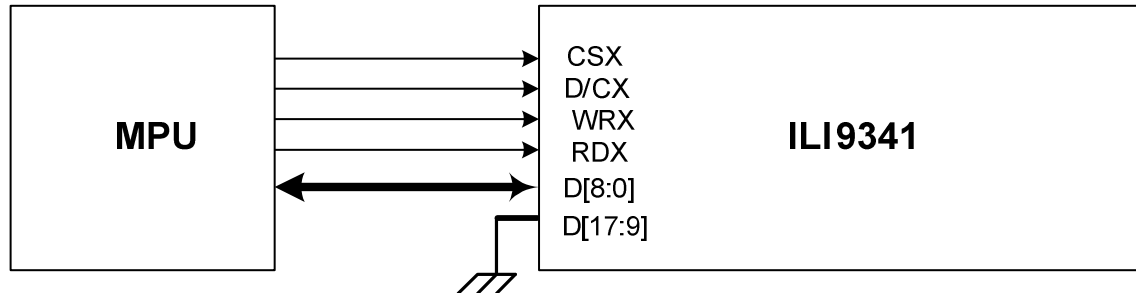 MPU
CSX
D/CX
WRX
RDX
D[8:0]
D[17:9]
ILI9341